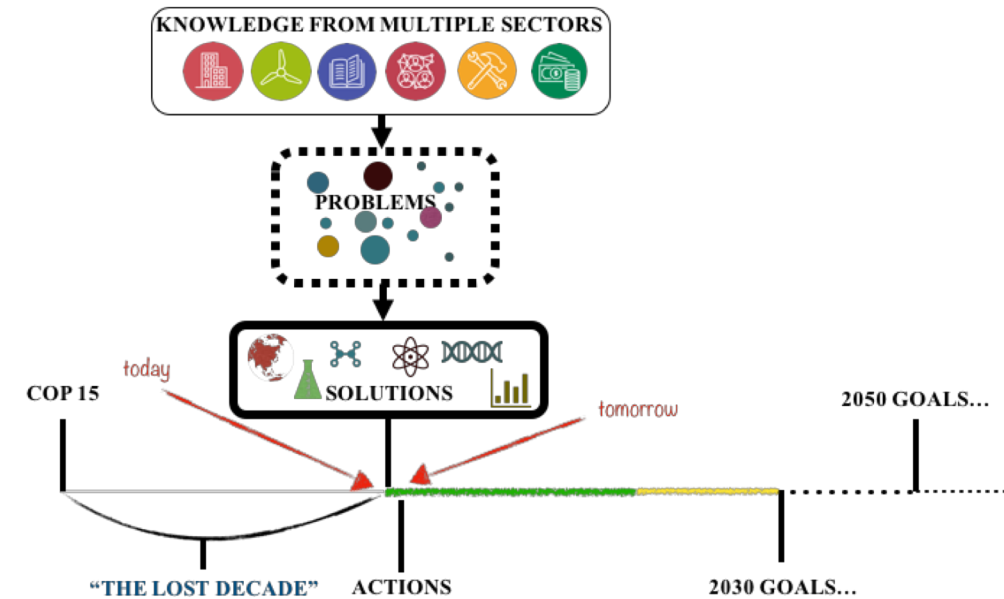 KNOWLEDGE FROM MULTIPLE SECTORS
PROBLEMS
SOLUTIONS
today
COP 15
tomorrow
2050 GOALS…
“THE LOST DECADE”
ACTIONS
2030 GOALS…